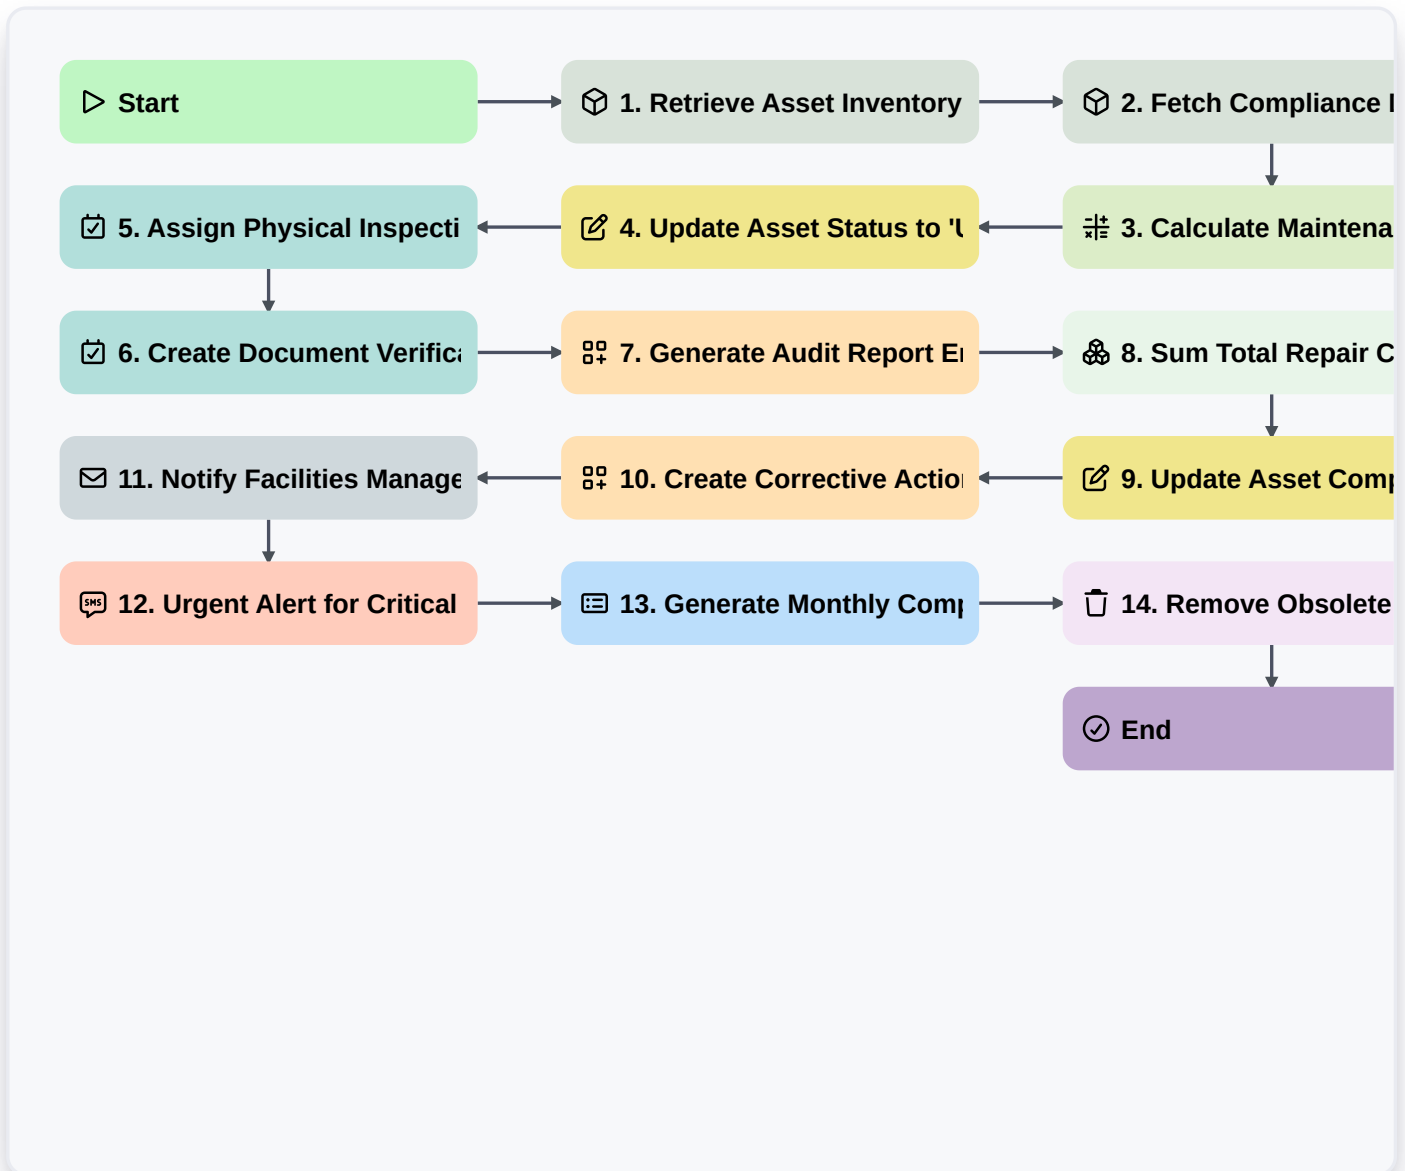 Start
1. Retrieve Asset Inventory
2. Fetch Compliance
5. Assign Physical Inspecti
4. Update Asset Status to
3. Calculate Maintena
6. Create Document Verific
7. Generate Audit Report
8. Sum Total Repair C
11. Notify Facilities Manage
10. Create Corrective Actio
9. Update Asset Comp
SMS
12. Urgent Alert for Critical
13. Generate Monthly Comp
14. Remove Obsolete
End